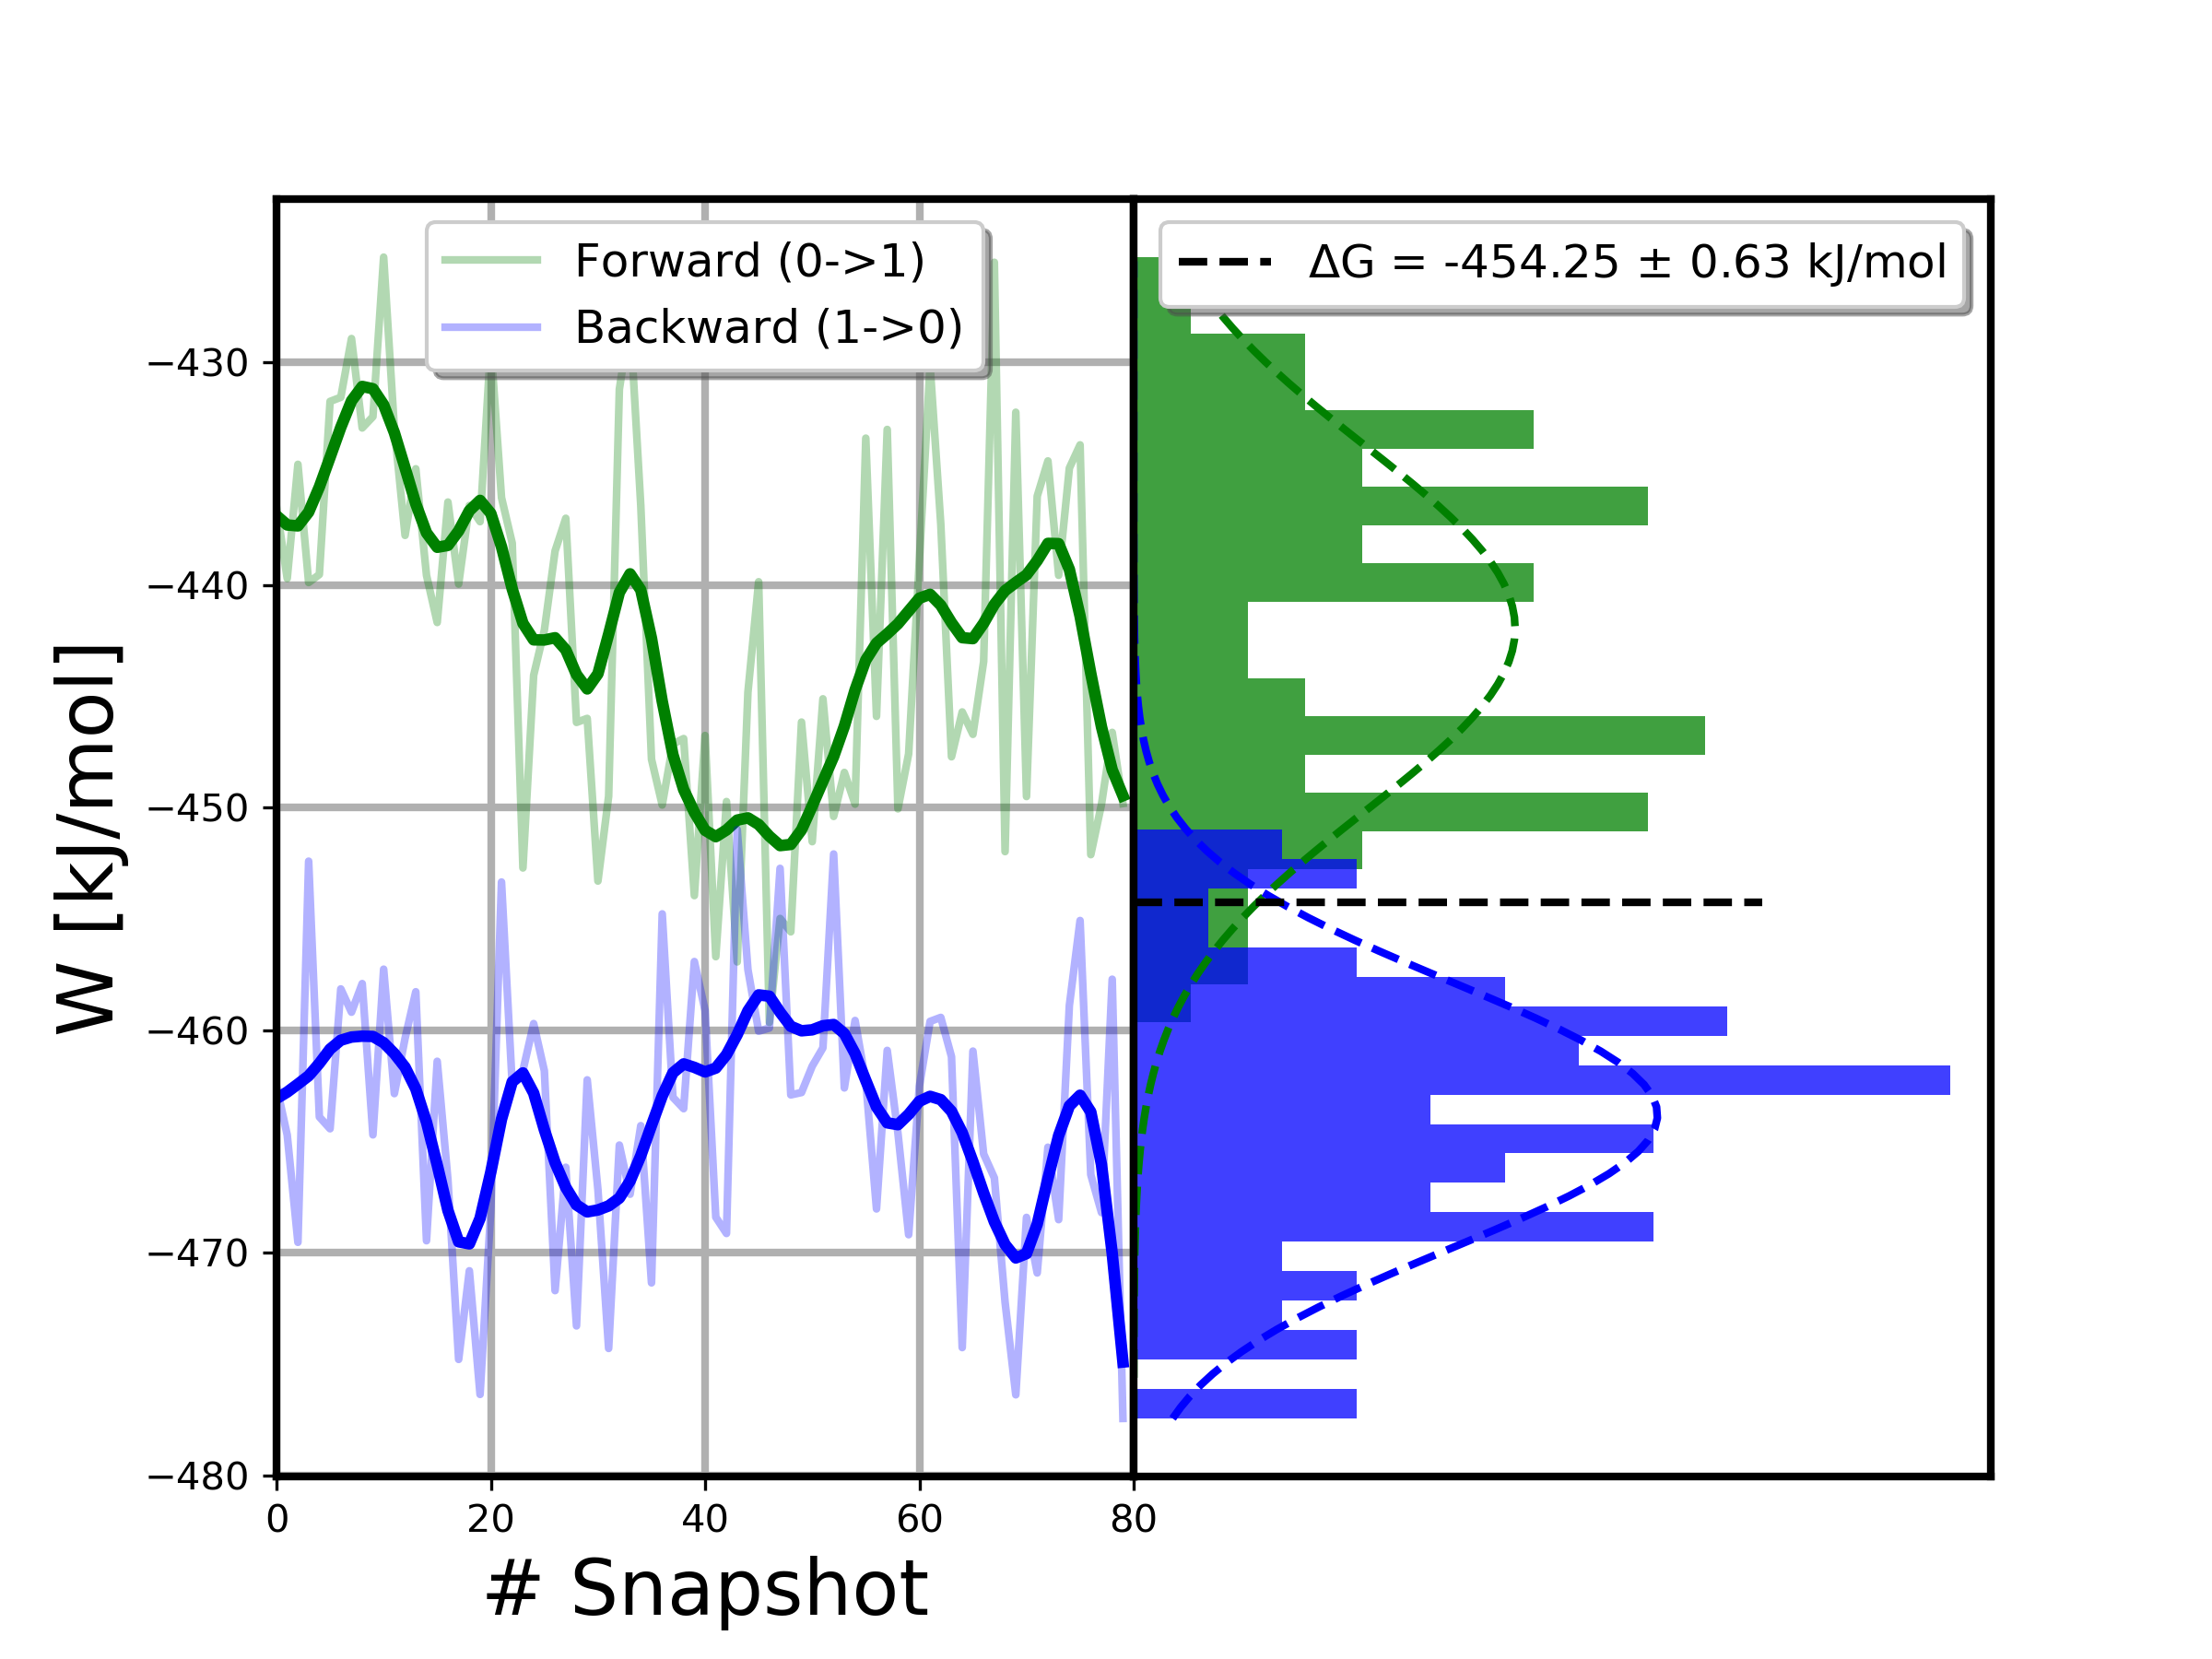 Forward (0->1)
Backward (1->0)
ΔG = -454.25 ± 0.63 kJ/mol
W [kJ/mol]
−430
−440
−450
−460
−470
−480
0 20 40 60 80
# Snapshot